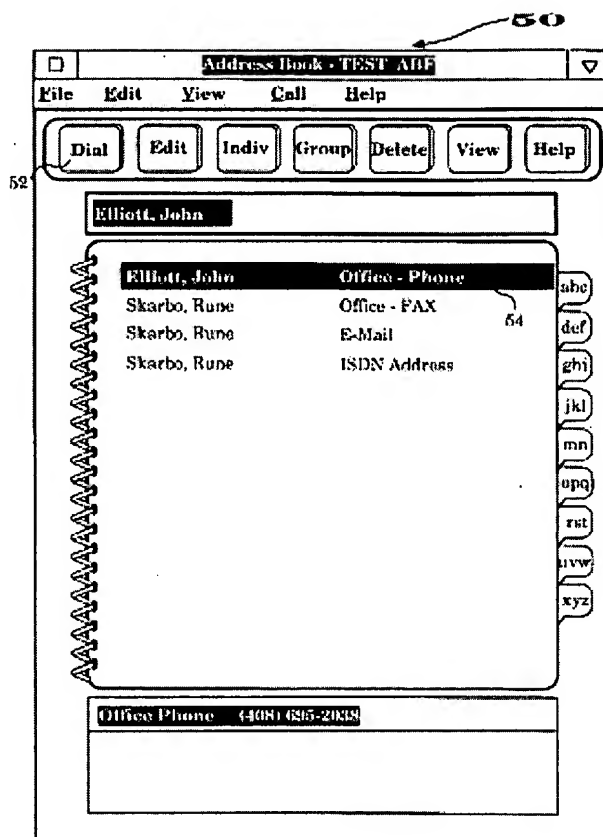 50
Address Book - TEST.ABF
File Edit View Call Help
Dial Edit Indiv Group Delete View Help
52
Elliott, John
Elliott, John Office - Phone
54
Skarbo, Rune Office - FAX
Skarbo, Rune E-Mail
Skarbo, Rune ISDN Address
abc
def
ghi
jkl
mn
opq
rst
uvw
xyz
Office Phone (408) 695-2038